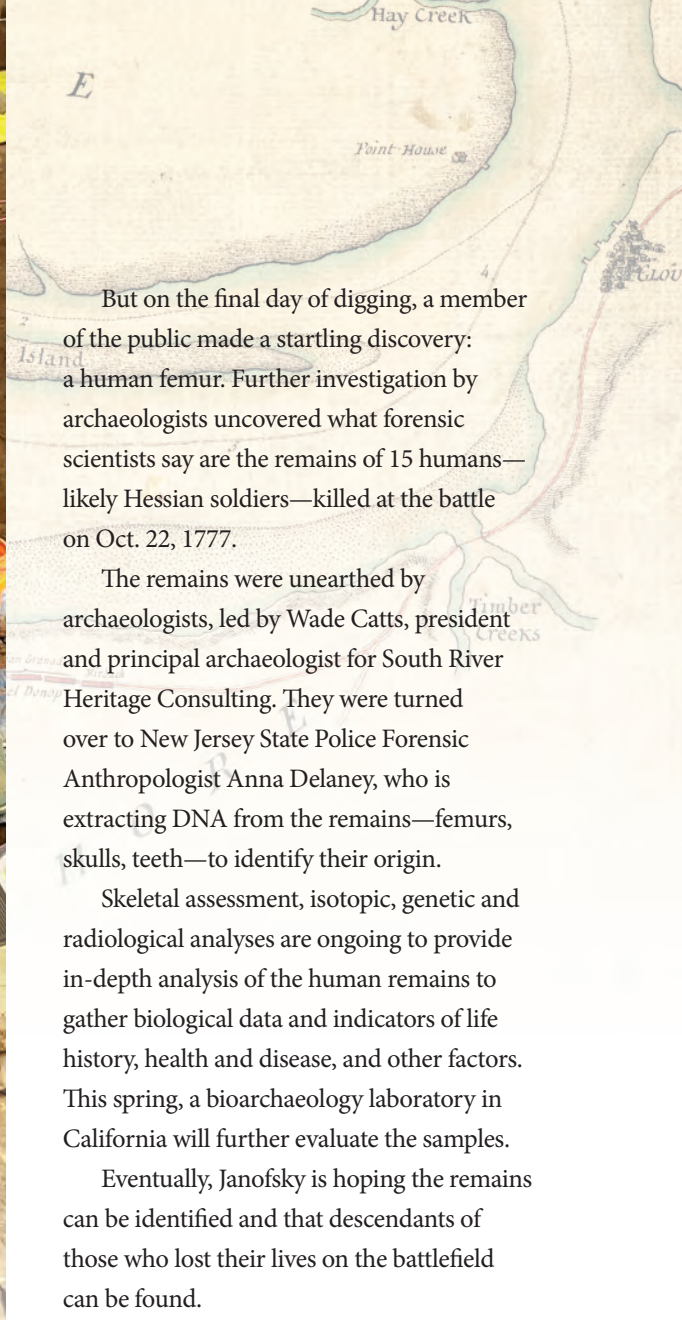 Hay Creek
E
Point House
4
GLOU
2
Island
But on the final day of digging, a member
of the public made a startling discovery:
a human femur. Further investigation by
archaeologists uncovered what forensic
scientists say are the remains of 15 humans—
likely Hessian soldiers—killed at the battle
on Oct. 22, 1777.
The remains were unearthed by
archaeologists, led by Wade Catts, president
and principal archaeologist for South River
Heritage Consulting. They were turned
over to New Jersey State Police Forensic
Anthropologist Anna Delaney, who is
extracting DNA from the remains—femurs,
skulls, teeth—to identify their origin.
Skeletal assessment, isotopic, genetic and
radiological analyses are ongoing to provide
in-depth analysis of the human remains to
gather biological data and indicators of life
history, health and disease, and other factors.
This spring, a bioarchaeology laboratory in
California will further evaluate the samples.
Eventually, Janofsky is hoping the remains
can be identified and that descendants of
those who lost their lives on the battlefield
can be found.
Timber
Creeks
el Donop
H O R E